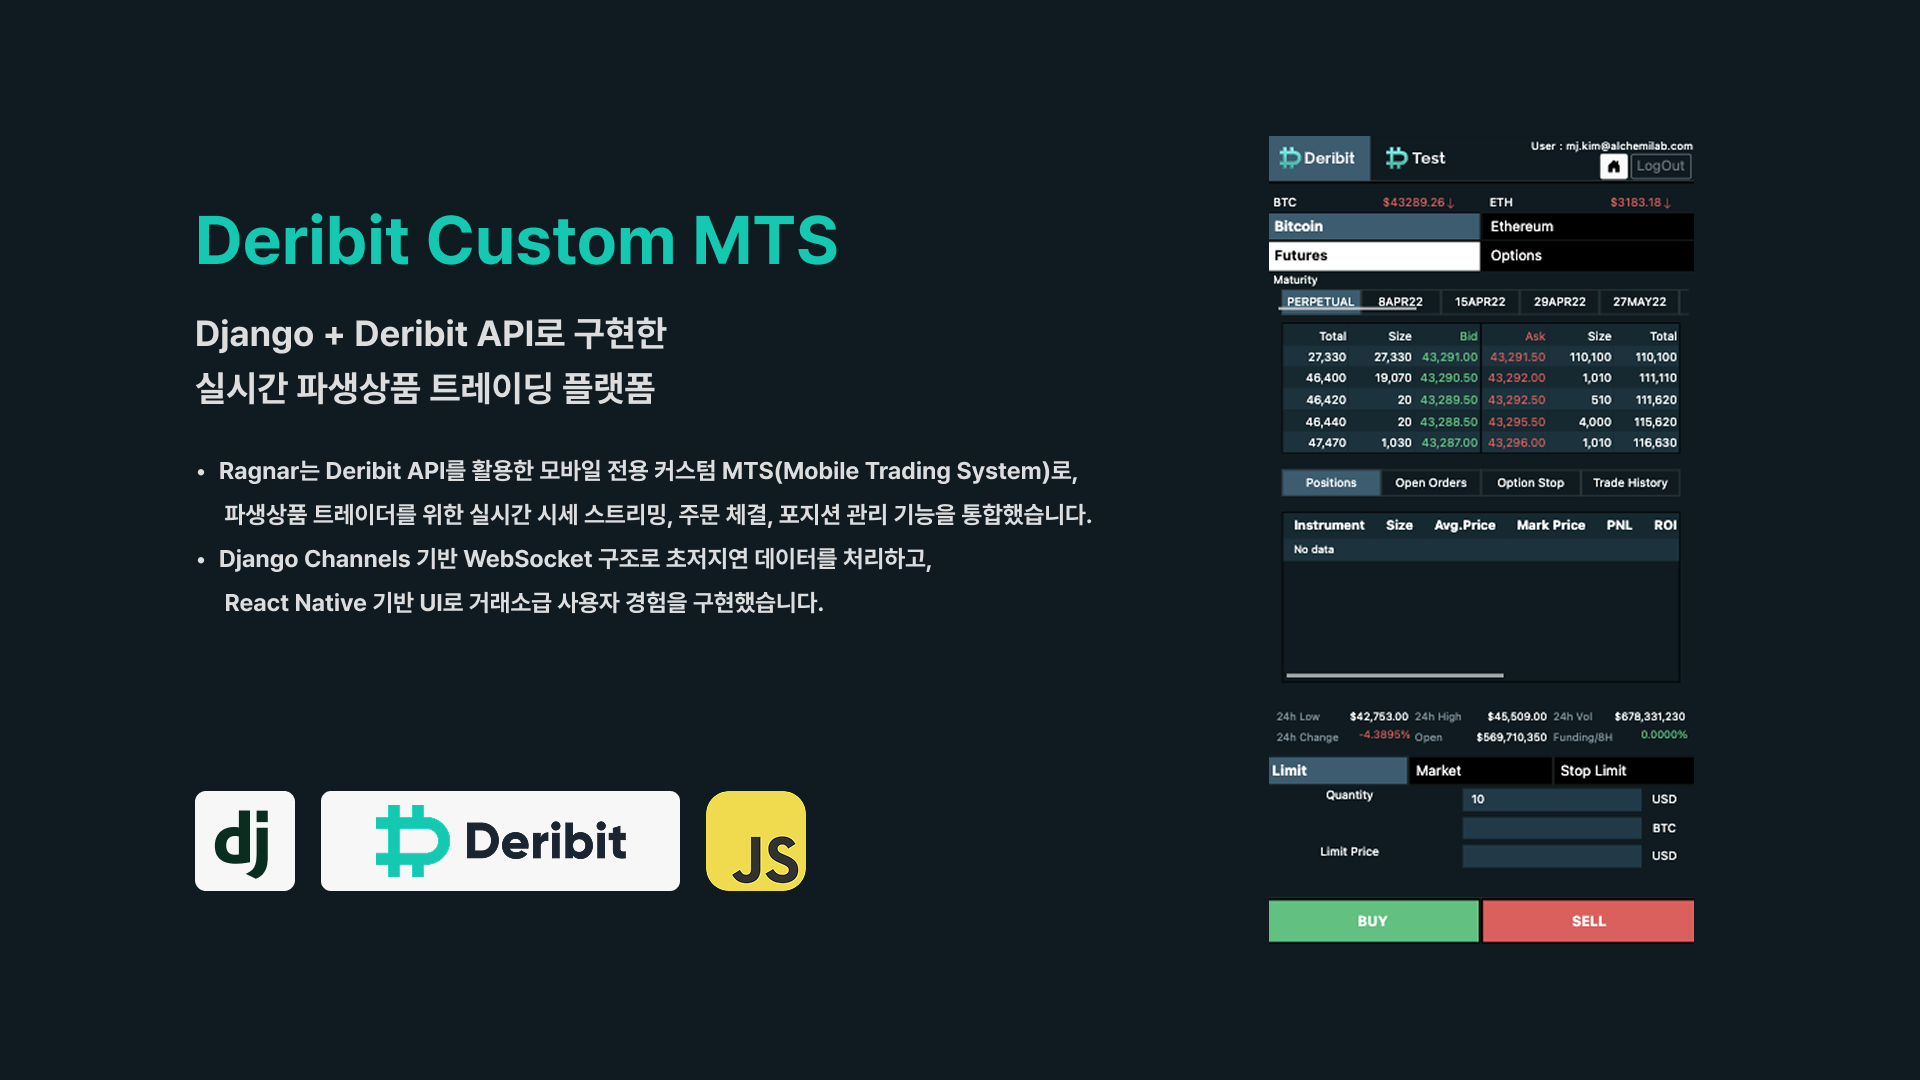 Deribit Custom MTS
Django + Deribit API로 구현한
실시간 파생상품 트레이딩 플랫폼
• Ragnar는 Deribit API를 활용한 모바일 전용 커스텀 MTS(Mobile Trading System)로,
파생상품 트레이더를 위한 실시간 시세 스트리밍, 주문 체결, 포지션 관리 기능을 통합했습니다.
• Django Channels 기반 WebSocket 구조로 초저지연 데이터를 처리하고,
React Native 기반 UI로 거래소급 사용자 경험을 구현했습니다.
dj Deribit JS
Deribit Test User : mj.kim@alchemilab.com
LogOut
BTC $43289.26↓ ETH $3183.18↓
Bitcoin Ethereum
Futures Options
Maturity
PERPETUAL 8APR22 15APR22 29APR22 27MAY22
Total Size Bid Ask Size Total
27,330 27,330 43,291.00 43,291.50 110,100 110,100
46,400 19,070 43,290.50 43,292.00 1,010 111,110
46,420 20 43,289.50 43,292.50 510 111,620
46,440 20 43,288.50 43,295.50 4,000 115,620
47,470 1,030 43,287.00 43,296.00 1,010 116,630
Positions Open Orders Option Stop Trade History
Instrument Size Avg.Price Mark Price PNL ROI
No data
24h Low $42,753.00 24h High $45,509.00 24h Vol $678,331,230
24h Change -4.3895% Open $569,710,350 Funding/8H 0.0000%
Limit Market Stop Limit
Quantity 10 USD
BTC
Limit Price USD
BUY SELL